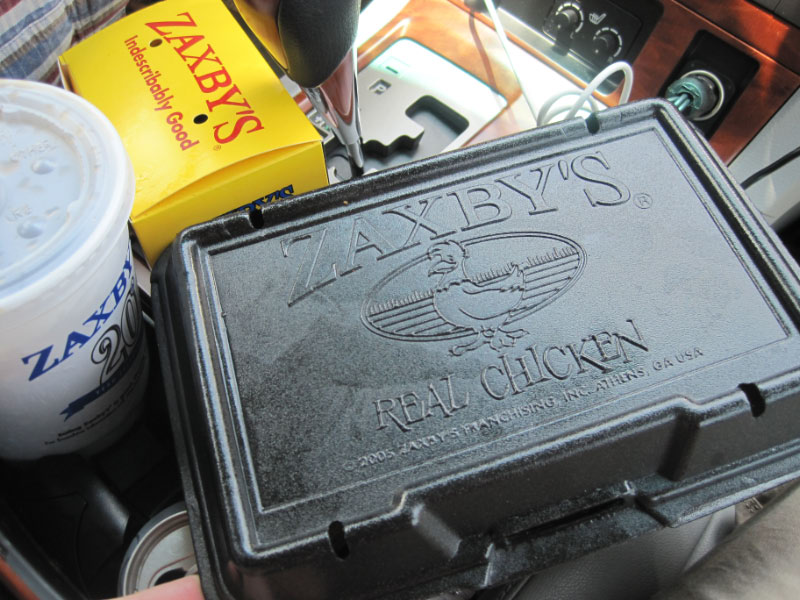 ZAXBY'S
Indescribably Good
ZAXBY'S®
REAL CHICKEN
© 2005 ZAXBY'S FRANCHISING, INC. ATHENS, GA USA
ZAXBY
20
P